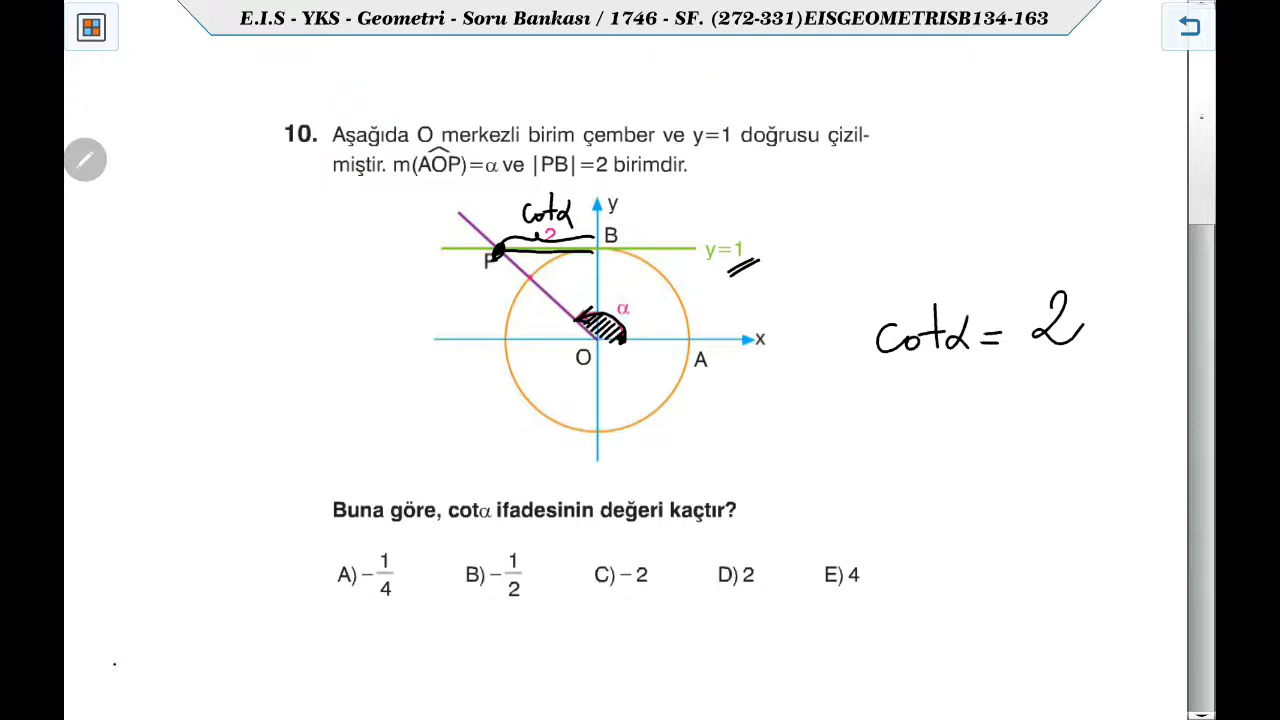 E.I.S - YKS - Geometri - Soru Bankası / 1746 - SF. (272-331)EISGEOMETRISB134-163
10. Aşağıda O merkezli birim çember ve y=1 doğrusu çizil-
miştir. m(AOP)=α ve |PB|=2 birimdir.
cotα
y
2
B
P
y=1
α
cotα = 2
x
O
A
Buna göre, cotα ifadesinin değeri kaçtır?
A) -1/4 B) -1/2 C) -2 D) 2 E) 4